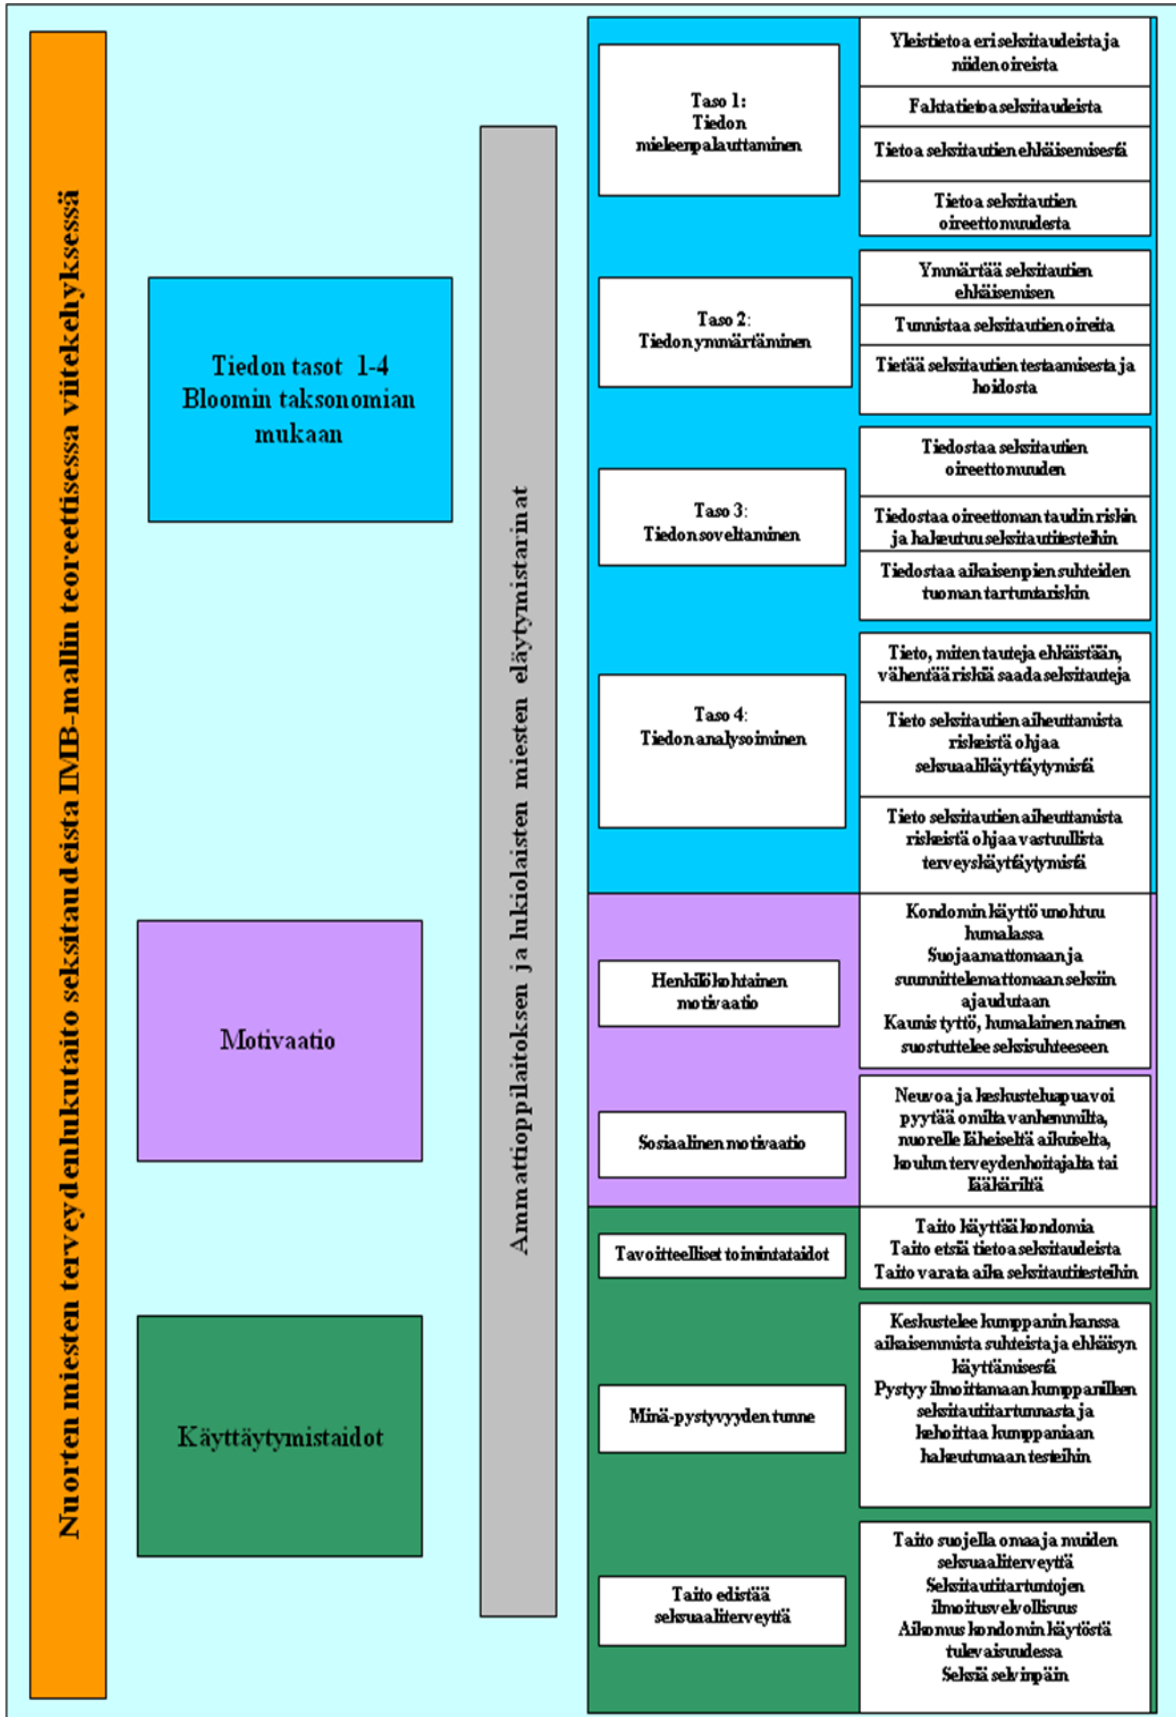 Nuorten miesten terveydenlukutaito seksitaudeista IMB-mallin teoreettisessa viitekehyksessä
Tiedon tasot 1-4
Bloomin taksonomian
mukaan
Motivaatio
Käyttäytymistaidot
Ammattioppilaitoksen ja lukiolaisten miesten eläytymistarinat
Taso 1:
Tiedon
mieleenpalauttaminen
Yleistietoa eri seksitaudeista ja
niiden oireista
Faktatietoa seksitaudeista
Tietoa seksitautien ehkäisemisestä
Tietoa seksitautien
oireettomuudesta
Taso 2:
Tiedon ymmärtäminen
Ymmärtää seksitautien
ehkäisemisen
Tunnistaa seksitautien oireita
Tietää seksitautien testaamisesta ja
hoidosta
Taso 3:
Tiedon soveltaminen
Tiedostaa seksitautien
oireettomuuden
Tiedostaa oireettoman taudin riskin
ja hakeutuu seksitautitesteihin
Tiedostaa aikaisempien suhteiden
tuoman tartuntariskin
Taso 4:
Tiedon analysoiminen
Tieto, miten tauteja ehkäistään,
vähentää riskiä saada seksitauteja
Tieto seksitautien aiheuttamista
riskeistä ohjaa
seksuaalikäyttäytymistä
Tieto seksitautien aiheuttamista
riskeistä ohjaa vastuullista
terveyskäyttäytymistä
Henkilökohtainen
motivaatio
Kondomin käyttö unohtuu
humalassa
Suojaamattomaan ja
suunnittelemattomaan seksiin
ajaudutaan
Kaunis tyttö, humalainen nainen
suostuttelee seksisuhteeseen
Sosiaalinen motivaatio
Neuvoa ja keskusteluapua voi
pyytää omilta vanhemmilta,
nuorelle läheiseltä aikuiselta,
koulun terveydenhoitajalta tai
lääkäriltä
Tavoitteelliset toimintataidot
Taito käyttää kondomia
Taito etsiä tietoa seksitaudeista
Taito varata aika seksitautitesteihin
Minä-pystyvyyden tunne
Keskustelee kumppanin kanssa
aikaisemmista suhteista ja ehkäisyn
käyttämisestä
Pystyy ilmoittamaan kumppanilleen
seksitautitartunnasta ja
kehoittaa kumppaniaan
hakeutumaan testeihin
Taito edistää
seksuaaliterveyttä
Taito suojella omaa ja muiden
seksuaaliterveyttä
Seksitautitartuntojen
ilmoitusvelvollisuus
Aikomus kondomin käytöstä
tulevaisuudessa
Seksiä selvinpäin